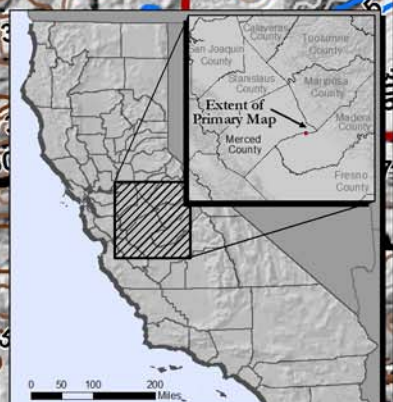 Calaveras
County
Tuolumne
County
San Joaquin
County
Stanislaus
County
Mariposa
County
Extent of
Primary Map
Madera
County
Merced
County
Fresno
County
0 50 100 200
Miles